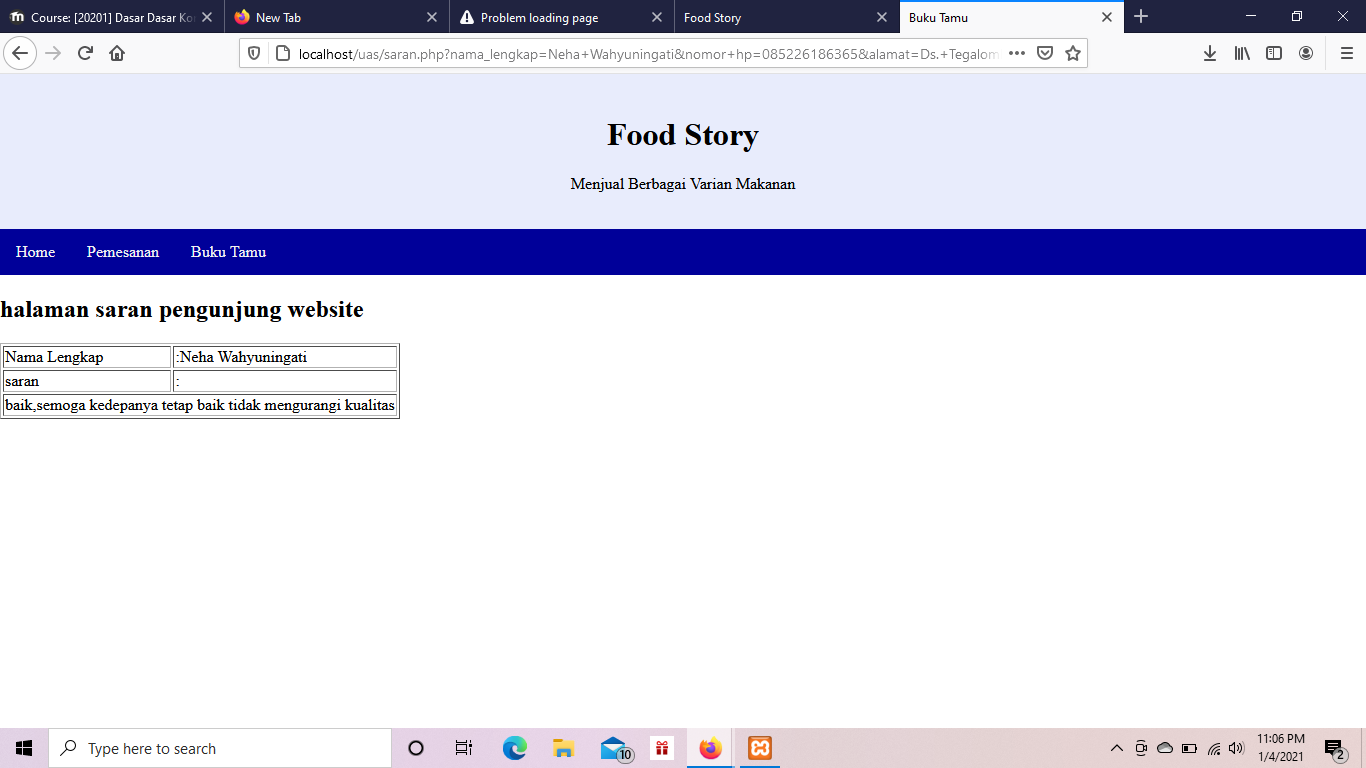 Course: [20201] Dasar Dasar Ko
New Tab
Problem loading page
Food Story
Buku Tamu
localhost/uas/saran.php?nama_lengkap=Neha+Wahyuningati&nomor+hp=085226186365&alamat=Ds.+Tegalom
Food Story
Menjual Berbagai Varian Makanan
Home Pemesanan Buku Tamu
halaman saran pengunjung website
Nama Lengkap :Neha Wahyuningati
saran :
baik,semoga kedepanya tetap baik tidak mengurangi kualitas
Type here to search
10
11:06 PM
1/4/2021
2